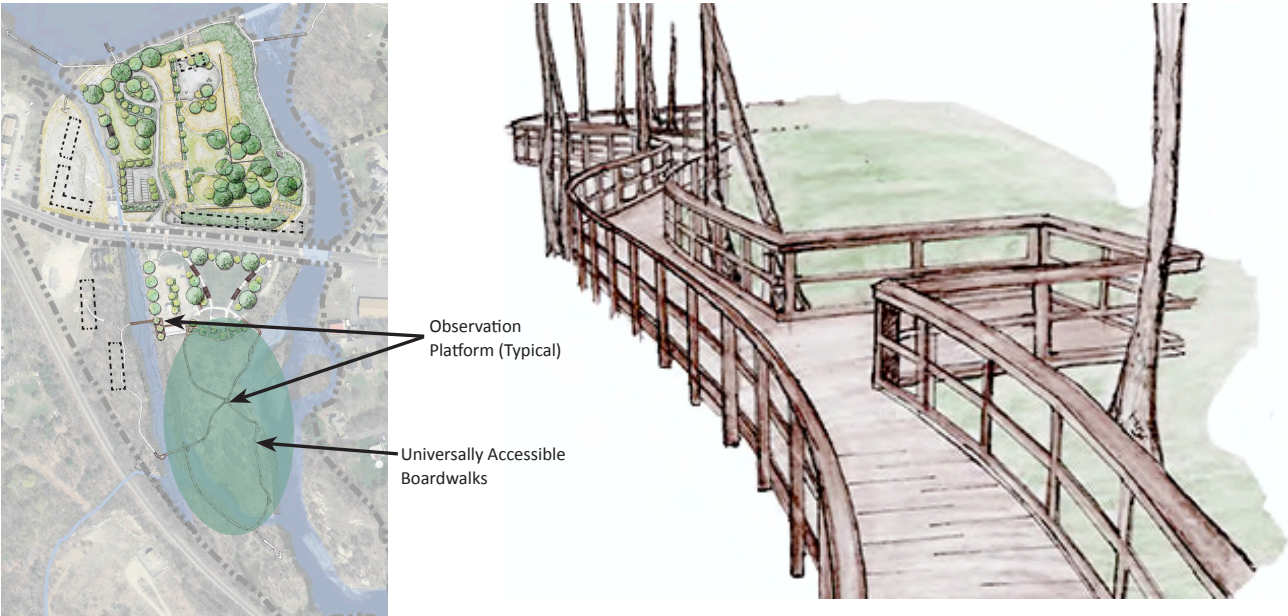 Observation
Platform (Typical)
Universally Accessible
Boardwalks